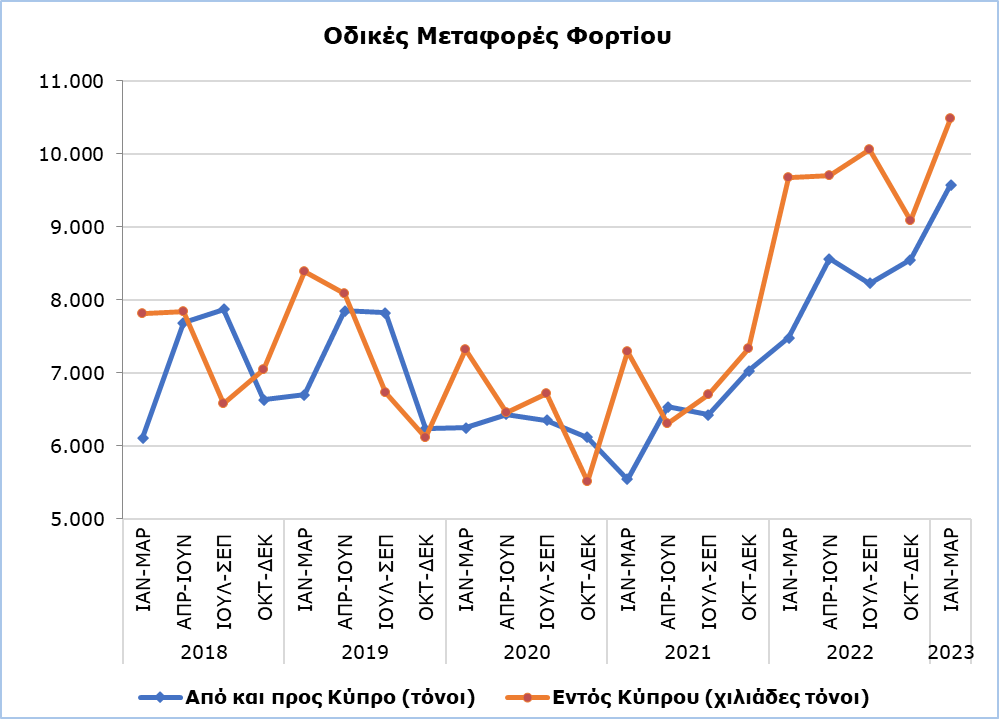 Οδικές Μεταφορές Φορτίου
11.000
10.000
9.000
8.000
7.000
6.000
5.000
ΙΑΝ-ΜΑΡ ΑΠΡ-ΙΟΥΝ ΙΟΥΛ-ΣΕΠ ΟΚΤ-ΔΕΚ ΙΑΝ-ΜΑΡ ΑΠΡ-ΙΟΥΝ ΙΟΥΛ-ΣΕΠ ΟΚΤ-ΔΕΚ ΙΑΝ-ΜΑΡ ΑΠΡ-ΙΟΥΝ ΙΟΥΛ-ΣΕΠ ΟΚΤ-ΔΕΚ ΙΑΝ-ΜΑΡ ΑΠΡ-ΙΟΥΝ ΙΟΥΛ-ΣΕΠ ΟΚΤ-ΔΕΚ ΙΑΝ-ΜΑΡ ΑΠΡ-ΙΟΥΝ ΙΟΥΛ-ΣΕΠ ΟΚΤ-ΔΕΚ ΙΑΝ-ΜΑΡ
2018 2019 2020 2021 2022 2023
Από και προς Κύπρο (τόνοι) Εντός Κύπρου (χιλιάδες τόνοι)